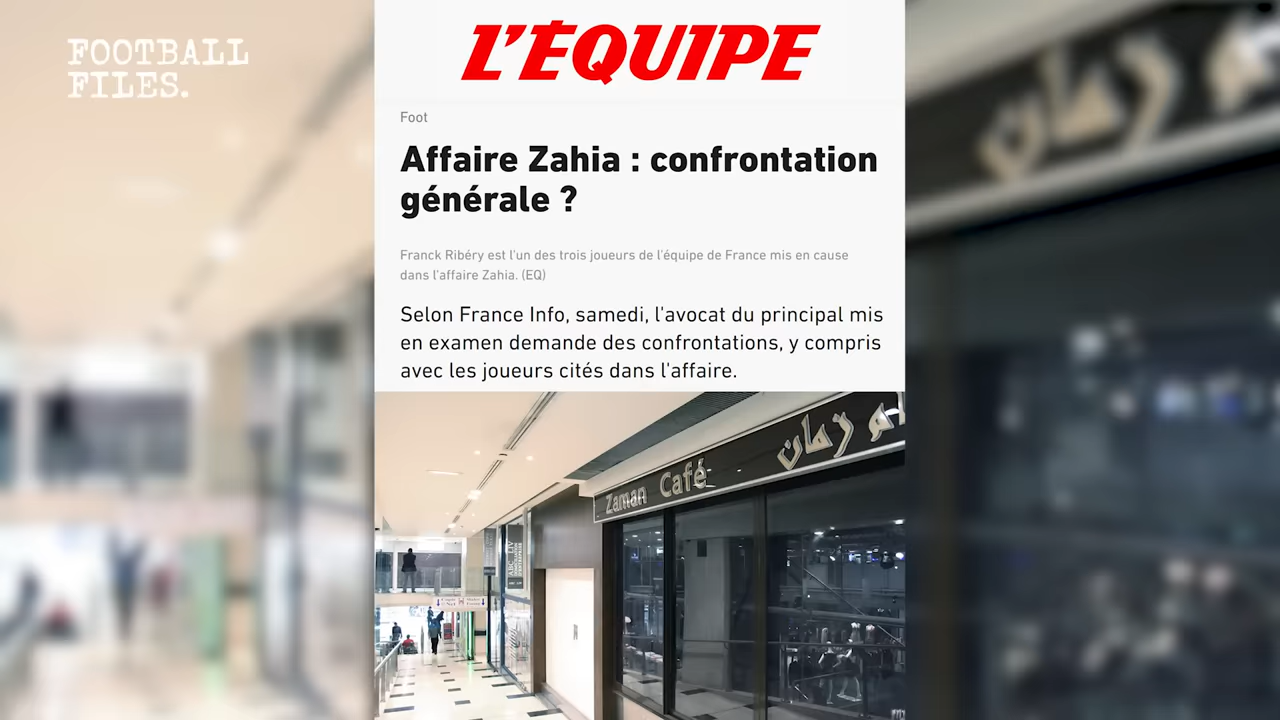 FOOTBALL
FILES.
L'ÉQUIPE
Foot
Affaire Zahia : confrontation
générale ?
Franck Ribéry est l'un des trois joueurs de l'équipe de France mis en cause
dans l'affaire Zahia. (EQ)
Selon France Info, samedi, l'avocat du principal mis
en examen demande des confrontations, y compris
avec les joueurs cités dans l'affaire.
Zaman Café
زمان